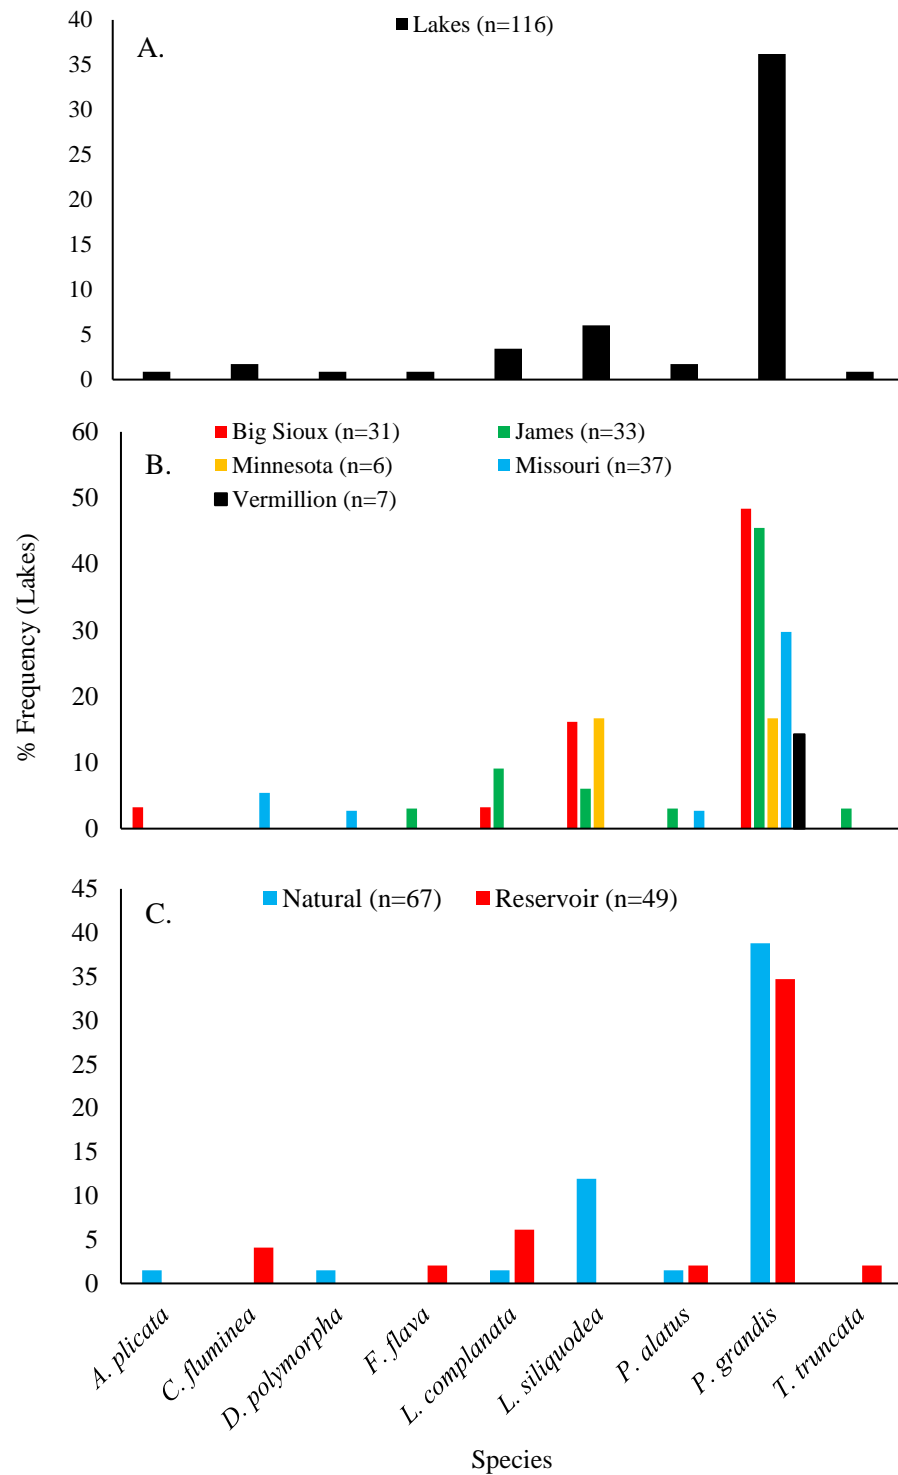 A.
Lakes (n=116)
40
35
30
25
20
15
10
5
0
B.
Big Sioux (n=31) James (n=33)
Minnesota (n=6) Missouri (n=37)
Vermillion (n=7)
60
50
40
30
20
10
0
% Frequency (Lakes)
C.
Natural (n=67) Reservoir (n=49)
45
40
35
30
25
20
15
10
5
0
A. plicata
C. fluminea
D. polymorpha
F. flava
L. complanata
L. siliquodea
P. alatus
P. grandis
T. truncata
Species